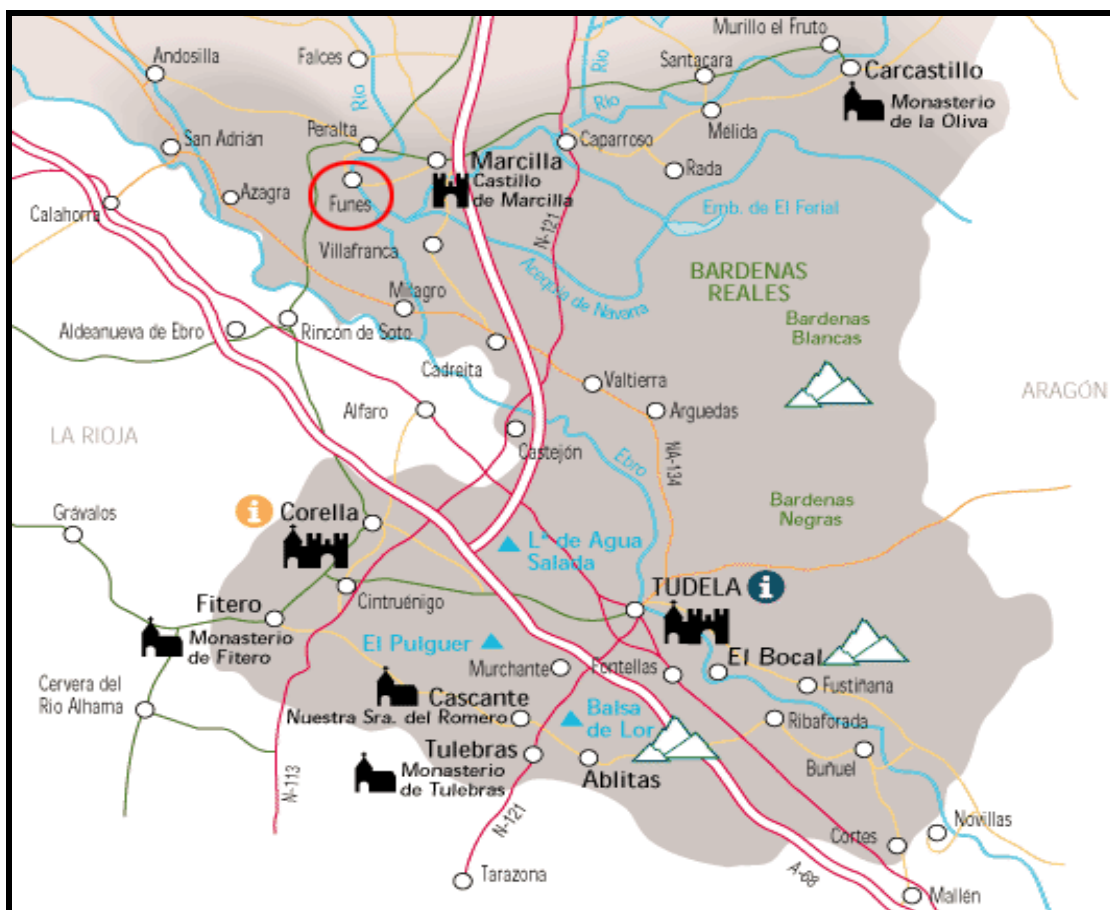 Murillo el Fruto
Andosilla
Falces
Santacara
Carcastillo
Río
Río
Río
Monasterio
de la Oliva
San Adrián
Peralta
Caparroso
Mélida
Marcilla
Castillo
de Marcilla
Rada
Azagra
Funes
Calahorra
Emb. de El Ferial
N-121
Villafranca
Acequia de Navarra
BARDENAS
REALES
Milagro
Aldeanueva de Ebro
Rincón de Soto
Bardenas
Blancas
Cadreita
Valtierra
ARAGÓN
Alfaro
Arguedas
LA RIOJA
Castejón
Ebro
NA-134
Grávalos
i Corella
Bardenas
Negras
Lª de Agua
Salada
TUDELA i
Cintruénigo
Fitero
Monasterio
de Fitero
El Pulguer
Murchante
Fontellas
El Bocal
Fustiñana
Cervera del
Rio Alhama
Cascante
Nuestra Sra. del Romero
Balsa
de Lor
Ribaforada
Tulebras
Monasterio
de Tulebras
Ablitas
Buñuel
N-113
N-121
Novillas
Cortes
Tarazona
A-68
Mallén